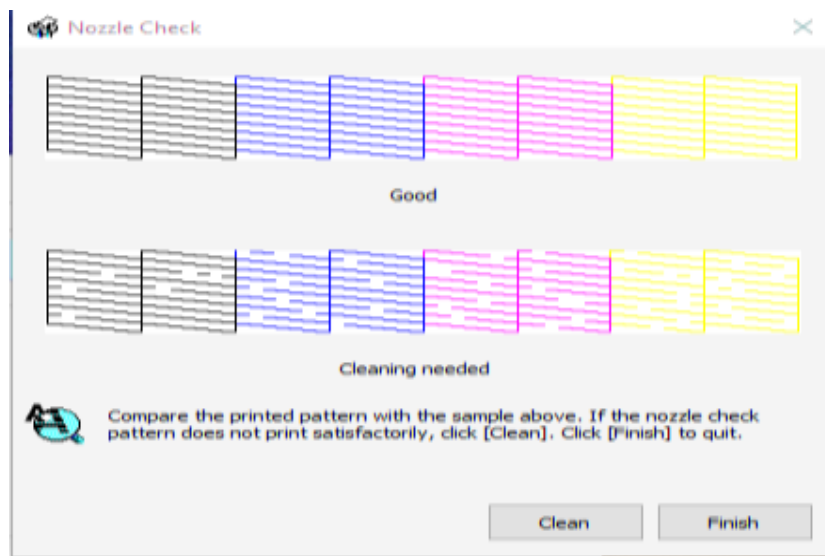 Nozzle Check
Good
Cleaning needed
Compare the printed pattern with the sample above. If the nozzle check
pattern does not print satisfactorily, click [Clean]. Click [Finish] to quit.
Clean
Finish